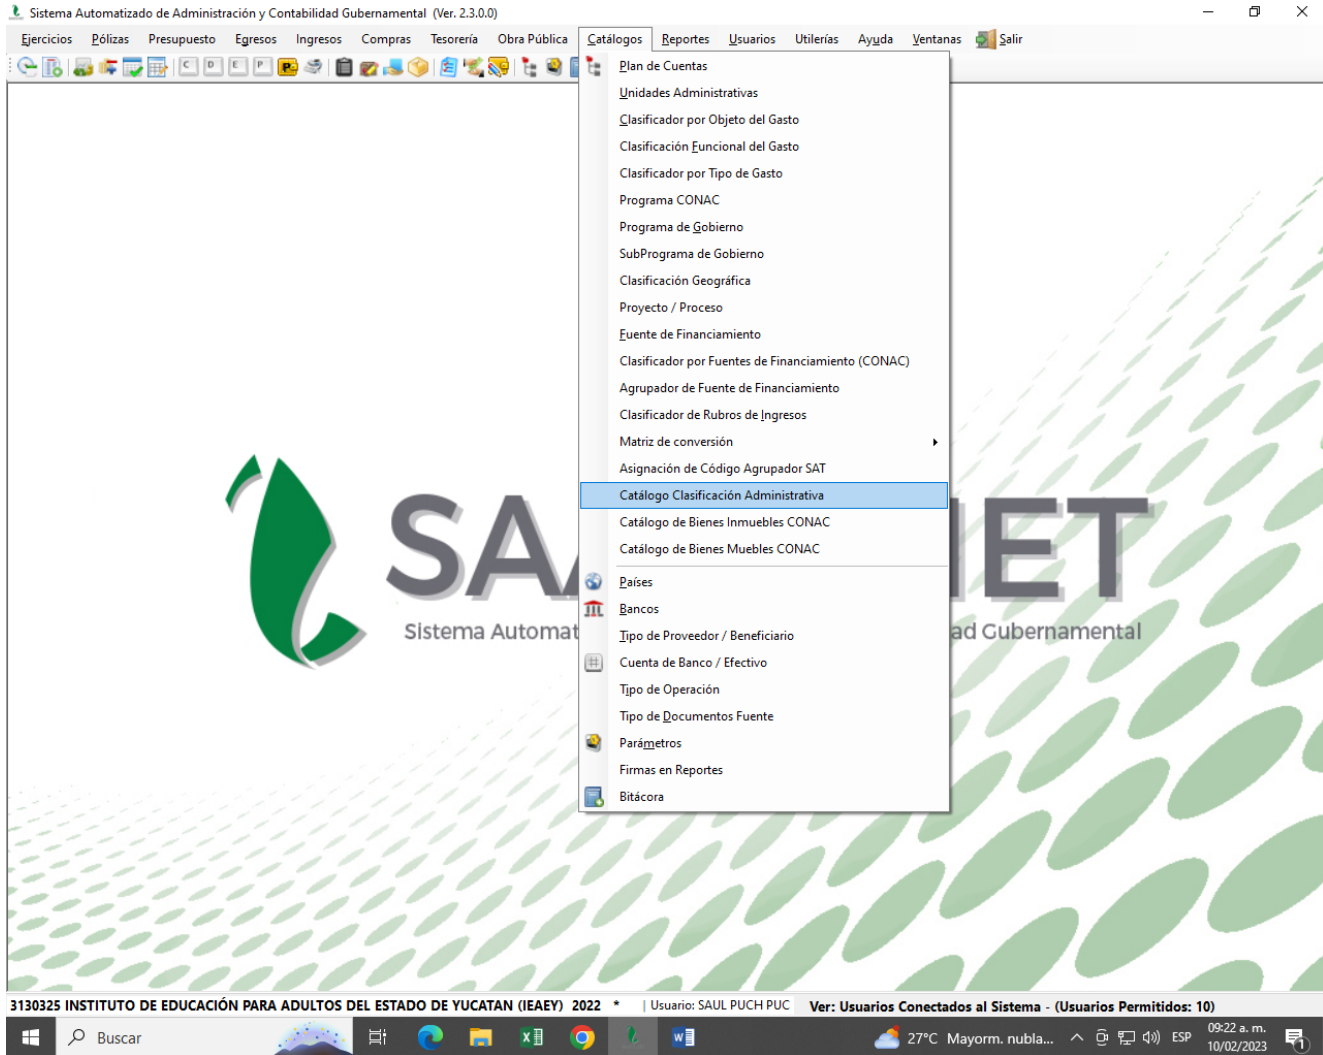 Sistema Automatizado de Administración y Contabilidad Gubernamental (Ver. 2.3.0.0)
Ejercicios Pólizas Presupuesto Egresos Ingresos Compras Tesorería Obra Pública Catálogos Reportes Usuarios Utilerías Ayuda Ventanas Salir
C D E P P
Plan de Cuentas
Unidades Administrativas
Clasificador por Objeto del Gasto
Clasificación Funcional del Gasto
Clasificador por Tipo de Gasto
Programa CONAC
Programa de Gobierno
SubPrograma de Gobierno
Clasificación Geográfica
Proyecto / Proceso
Fuente de Financiamiento
Clasificador por Fuentes de Financiamiento (CONAC)
Agrupador de Fuente de Financiamiento
Clasificador de Rubros de Ingresos
Matriz de conversión
Asignación de Código Agrupador SAT
Catálogo Clasificación Administrativa
Catálogo de Bienes Inmuebles CONAC
Catálogo de Bienes Muebles CONAC
Países
Bancos
Tipo de Proveedor / Beneficiario
Cuenta de Banco / Efectivo
Tipo de Operación
Tipo de Documentos Fuente
Parámetros
Firmas en Reportes
Bitácora
SA ET
Sistema Automat ad Gubernamental
3130325 INSTITUTO DE EDUCACIÓN PARA ADULTOS DEL ESTADO DE YUCATAN (IEAEY) 2022 * | Usuario: SAUL PUCH PUC Ver: Usuarios Conectados al Sistema - (Usuarios Permitidos: 10)
Buscar 27°C Mayorm. nubla... ESP 09:22 a. m.
10/02/2023 1